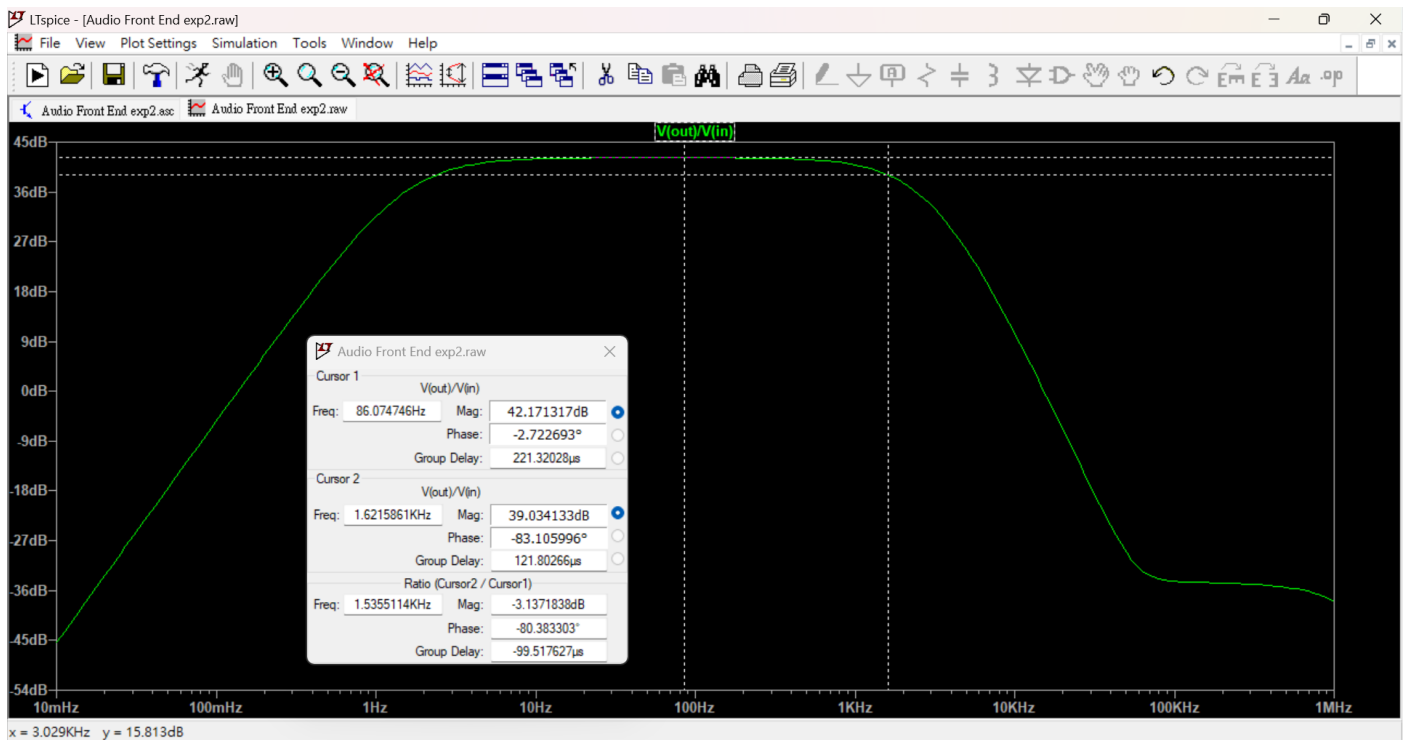 LTspice - [Audio Front End exp2.raw]
File View Plot Settings Simulation Tools Window Help
Audio Front End exp2.asc Audio Front End exp2.raw
V(out)/V(in)
45dB
36dB
27dB
18dB
9dB
0dB
-9dB
-18dB
-27dB
-36dB
-45dB
-54dB
Audio Front End exp2.raw
Cursor 1
V(out)/V(in)
Freq: 86.074746Hz Mag: 42.171317dB
Phase: -2.722693°
Group Delay: 221.32028µs
Cursor 2
V(out)/V(in)
Freq: 1.6215861KHz Mag: 39.034133dB
Phase: -83.105996°
Group Delay: 121.80266µs
Ratio (Cursor2 / Cursor1)
Freq: 1.5355114KHz Mag: -3.1371838dB
Phase: -80.383303°
Group Delay: -99.517627µs
10mHz 100mHz 1Hz 10Hz 100Hz 1KHz 10KHz 100KHz 1MHz
x = 3.029KHz y = 15.813dB